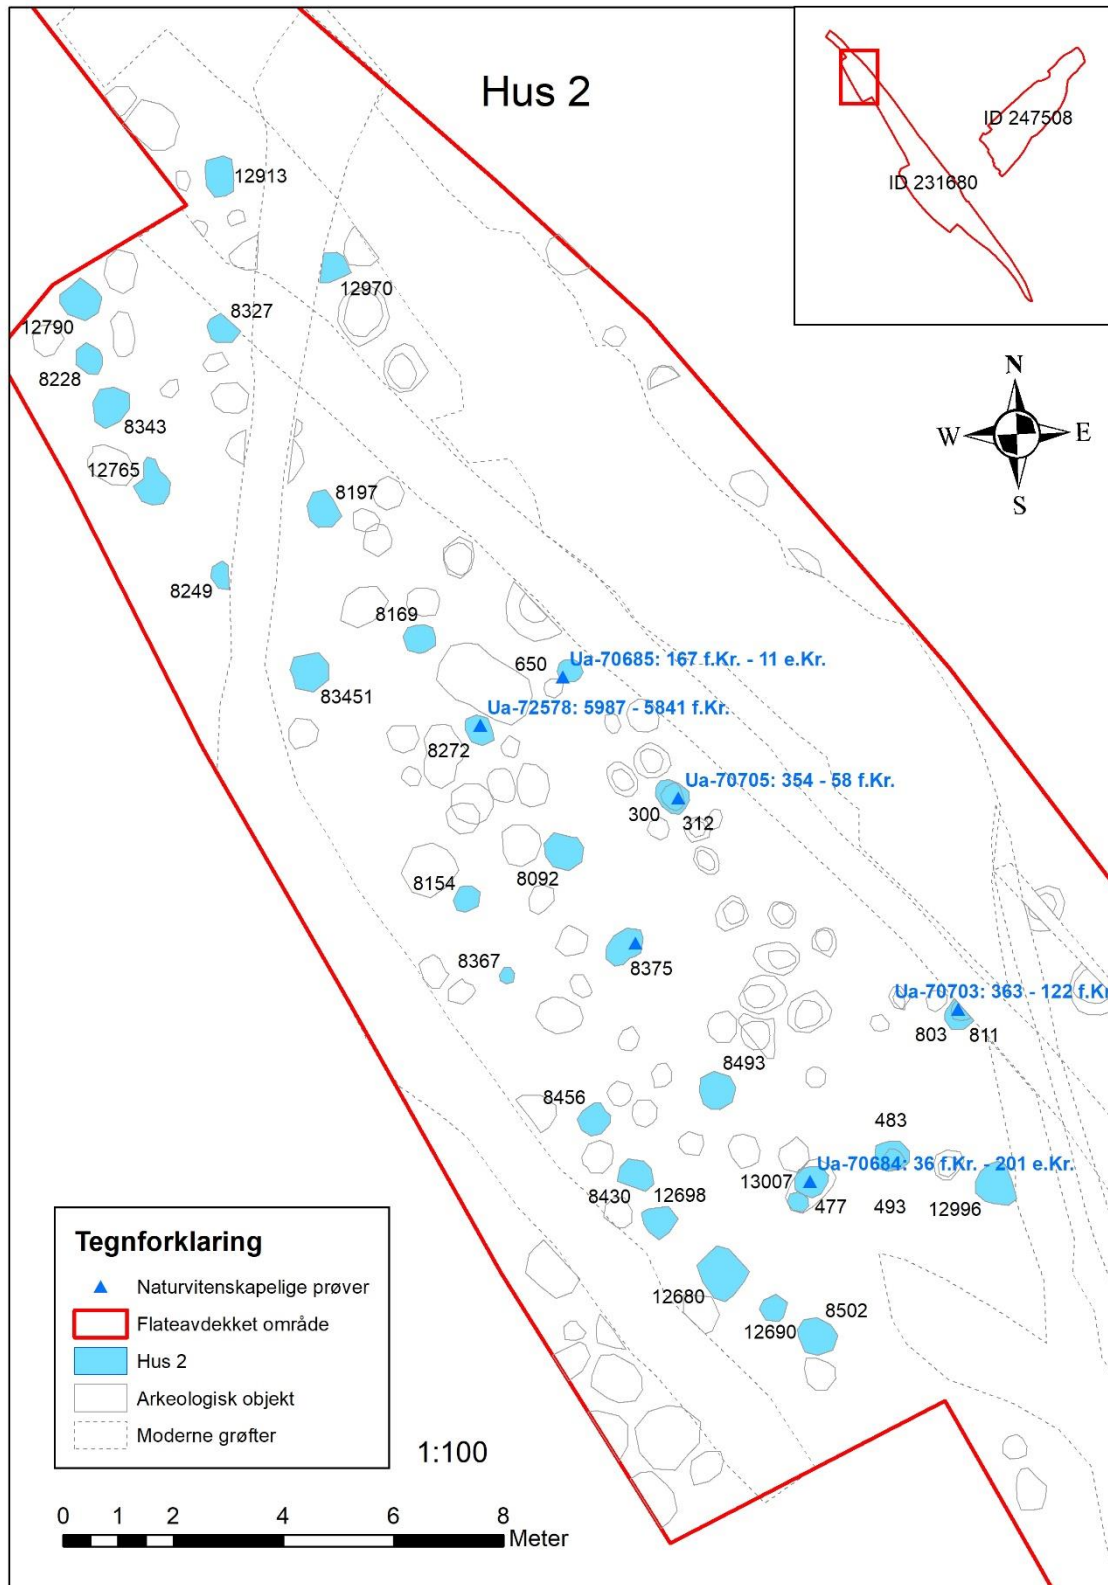 Hus 2
ID 247508
ID 231680
12913
12970
8327
12790
8228
8343
12765
8197
8249
8169
650
Ua-70685: 167 f.Kr. - 11 e.Kr.
83451
Ua-72578: 5987 - 5841 f.Kr.
8272
Ua-70705: 354 - 58 f.Kr.
300
312
8092
8154
8367
8375
Ua-70703: 363 - 122 f.Kr
803
811
8493
8456
483
Ua-70684: 36 f.Kr. - 201 e.Kr.
13007
477
493
12996
8430
12698
12680
12690
8502
N
W
E
S
Tegnforklaring
Naturvitenskapelige prøver
Flateavdekket område
Hus 2
Arkeologisk objekt
Moderne grøfter
1:100
0 1 2 4 6 8
Meter